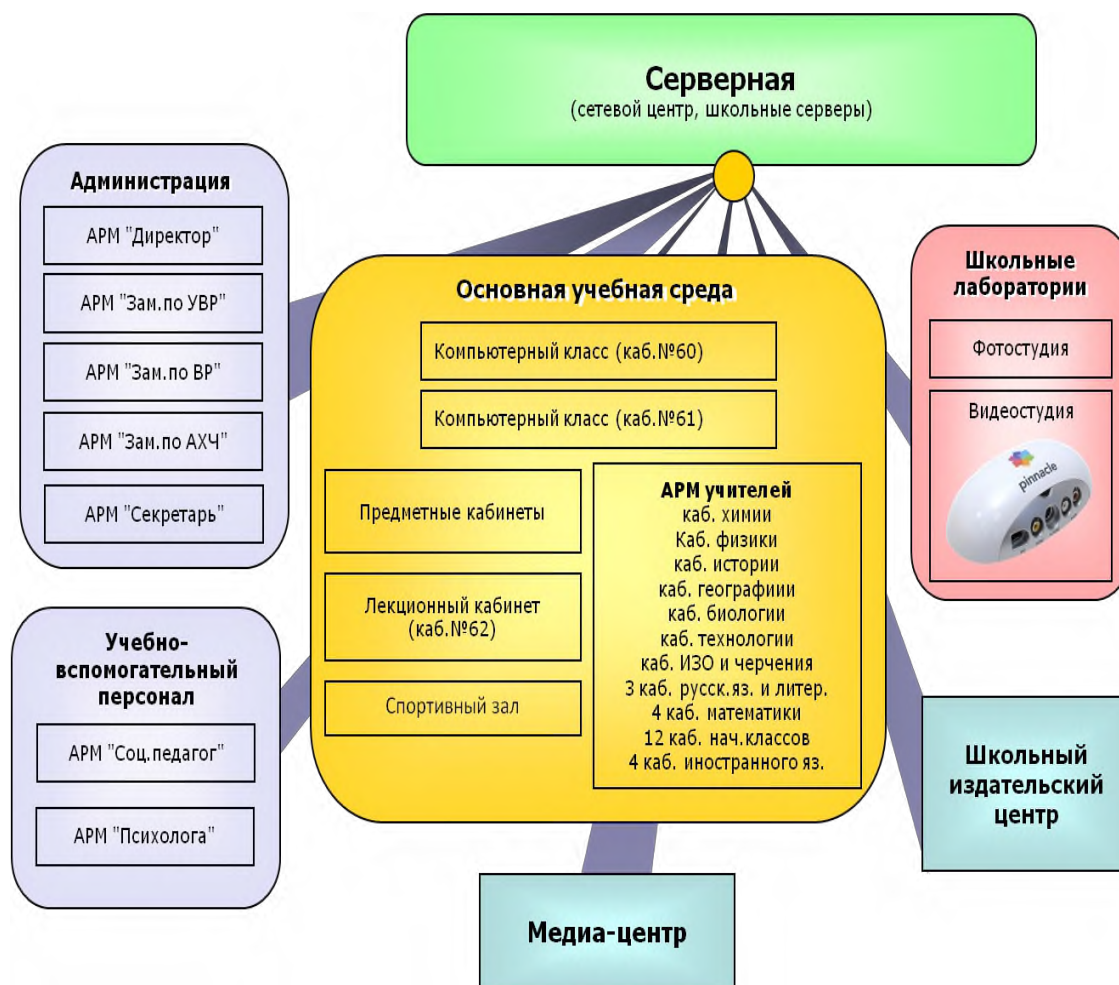 Серверная
(сетевой центр, школьные серверы)
Администрация
АРМ "Директор"
АРМ "Зам.по УВР"
АРМ "Зам.по ВР"
АРМ "Зам.по АХЧ"
АРМ "Секретарь"
Учебно-
вспомогательный
персонал
АРМ "Соц.педагог"
АРМ "Психолога"
Основная учебная среда
Компьютерный класс (каб.№60)
Компьютерный класс (каб.№61)
Предметные кабинеты
Лекционный кабинет
(каб.№62)
Спортивный зал
АРМ учителей
каб. химии
Каб. физики
каб. истории
каб. географиии
каб. биологии
каб. технологии
каб. ИЗО и черчения
3 каб. русск.яз. и литер.
4 каб. математики
12 каб. нач.классов
4 каб. иностранного яз.
Школьные
лаборатории
Фотостудия
Видеостудия
pinnacle
Школьный
издательский
центр
Медиа-центр